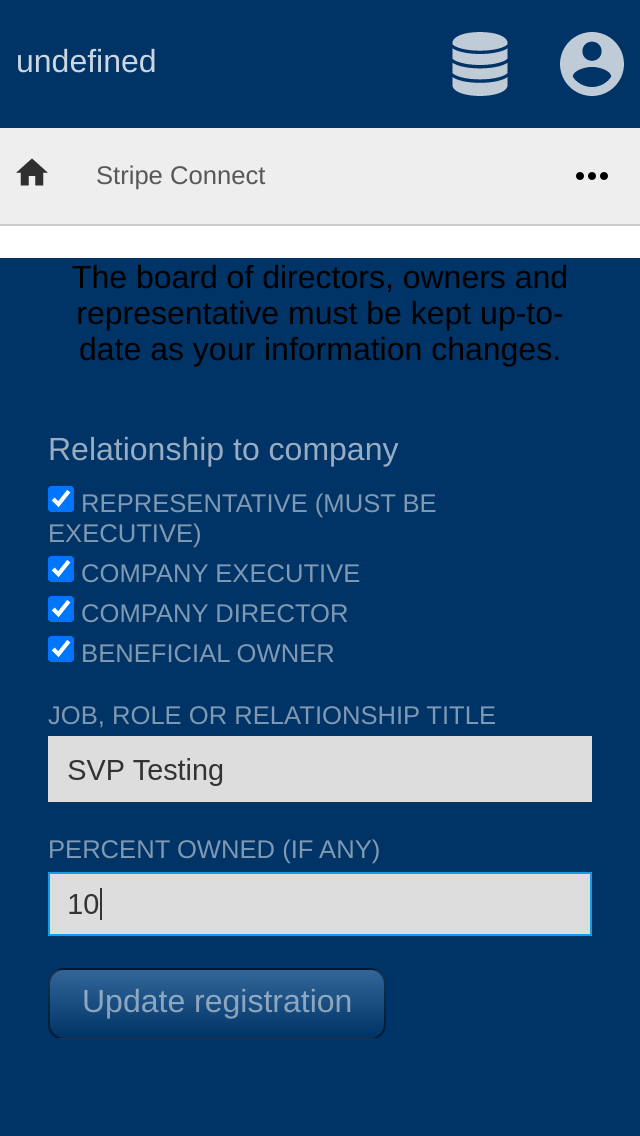 undefined
Stripe Connect
The board of directors, owners and
representative must be kept up-to-
date as your information changes.
Relationship to company
REPRESENTATIVE (MUST BE
EXECUTIVE)
COMPANY EXECUTIVE
COMPANY DIRECTOR
BENEFICIAL OWNER
JOB, ROLE OR RELATIONSHIP TITLE
SVP Testing
PERCENT OWNED (IF ANY)
10
Update registration